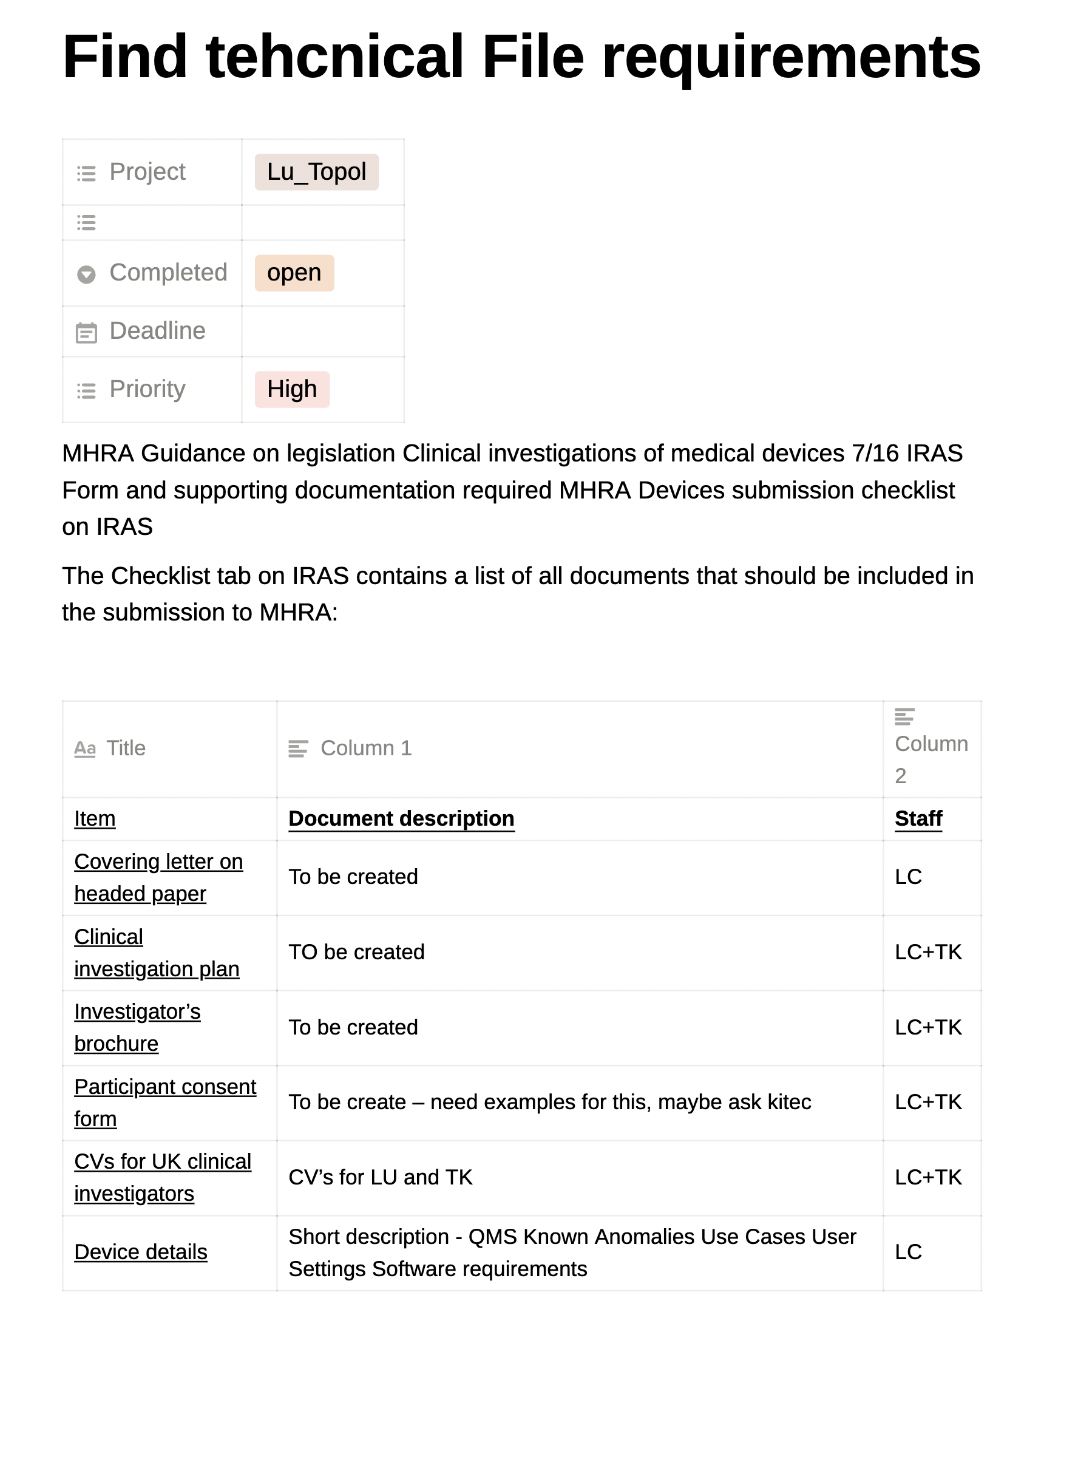 Find tehcnical File requirements
Project
Lu_Topol
Completed
open
Deadline
Priority
High
MHRA Guidance on legislation Clinical investigations of medical devices 7/16 IRAS
Form and supporting documentation required MHRA Devices submission checklist
on IRAS
The Checklist tab on IRAS contains a list of all documents that should be included in
the submission to MHRA:
Aa Title
Column 1
Column
2
Item
Document description
Staff
Covering letter on
headed paper
To be created
LC
Clinical
investigation plan
TO be created
LC+TK
Investigator’s
brochure
To be created
LC+TK
Participant consent
form
To be create – need examples for this, maybe ask kitec
LC+TK
CVs for UK clinical
investigators
CV’s for LU and TK
LC+TK
Device details
Short description - QMS Known Anomalies Use Cases User
Settings Software requirements
LC